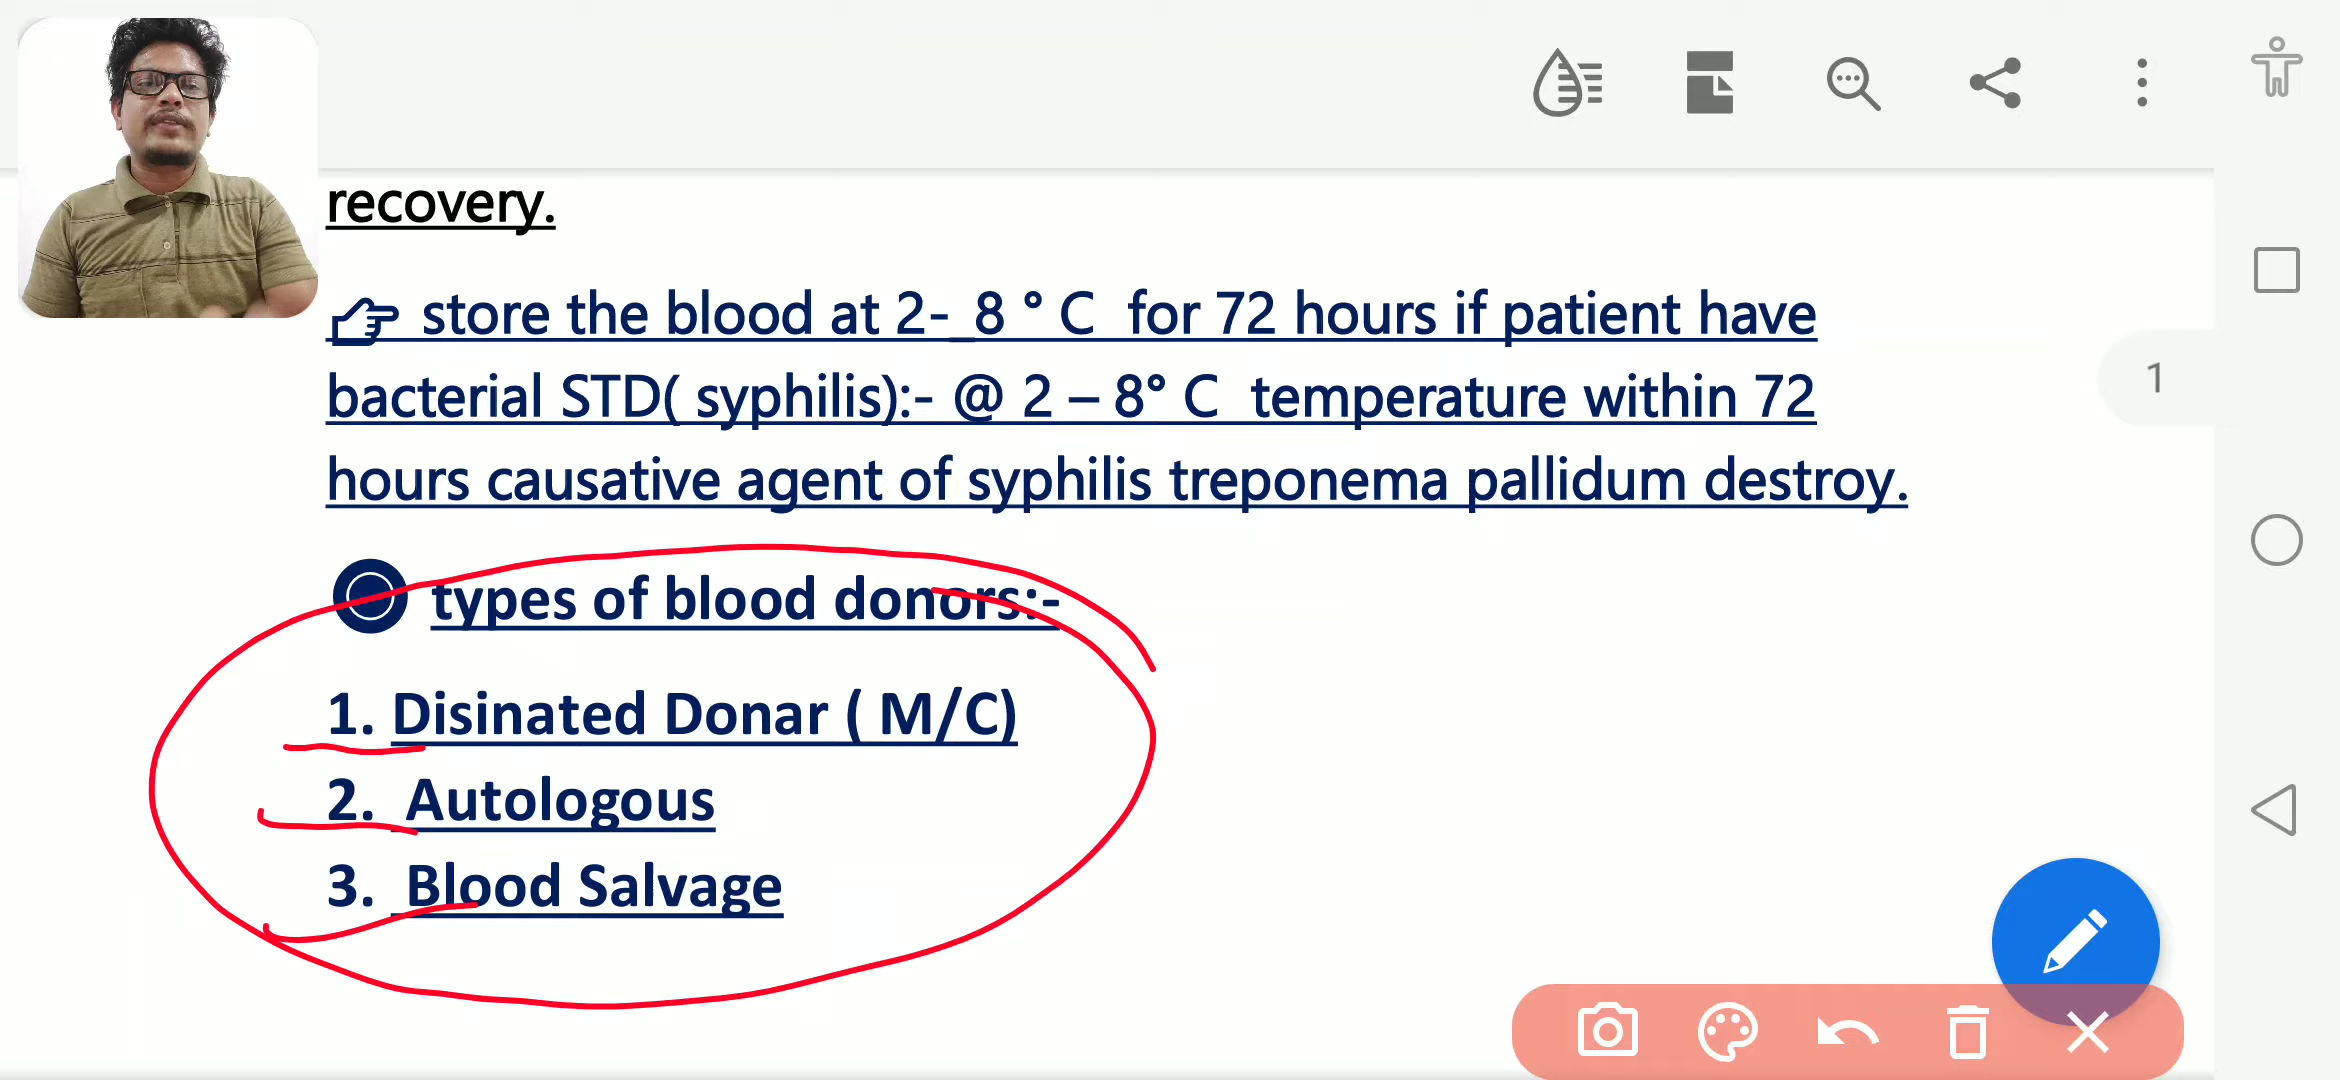 recovery.
store the blood at 2-_8 ° C for 72 hours if patient have
1
bacterial STD( syphilis):- @ 2 – 8° C temperature within 72
hours causative agent of syphilis treponema pallidum destroy.
types of blood donors:-
1. Disinated Donar ( M/C)
2. Autologous
3. Blood Salvage